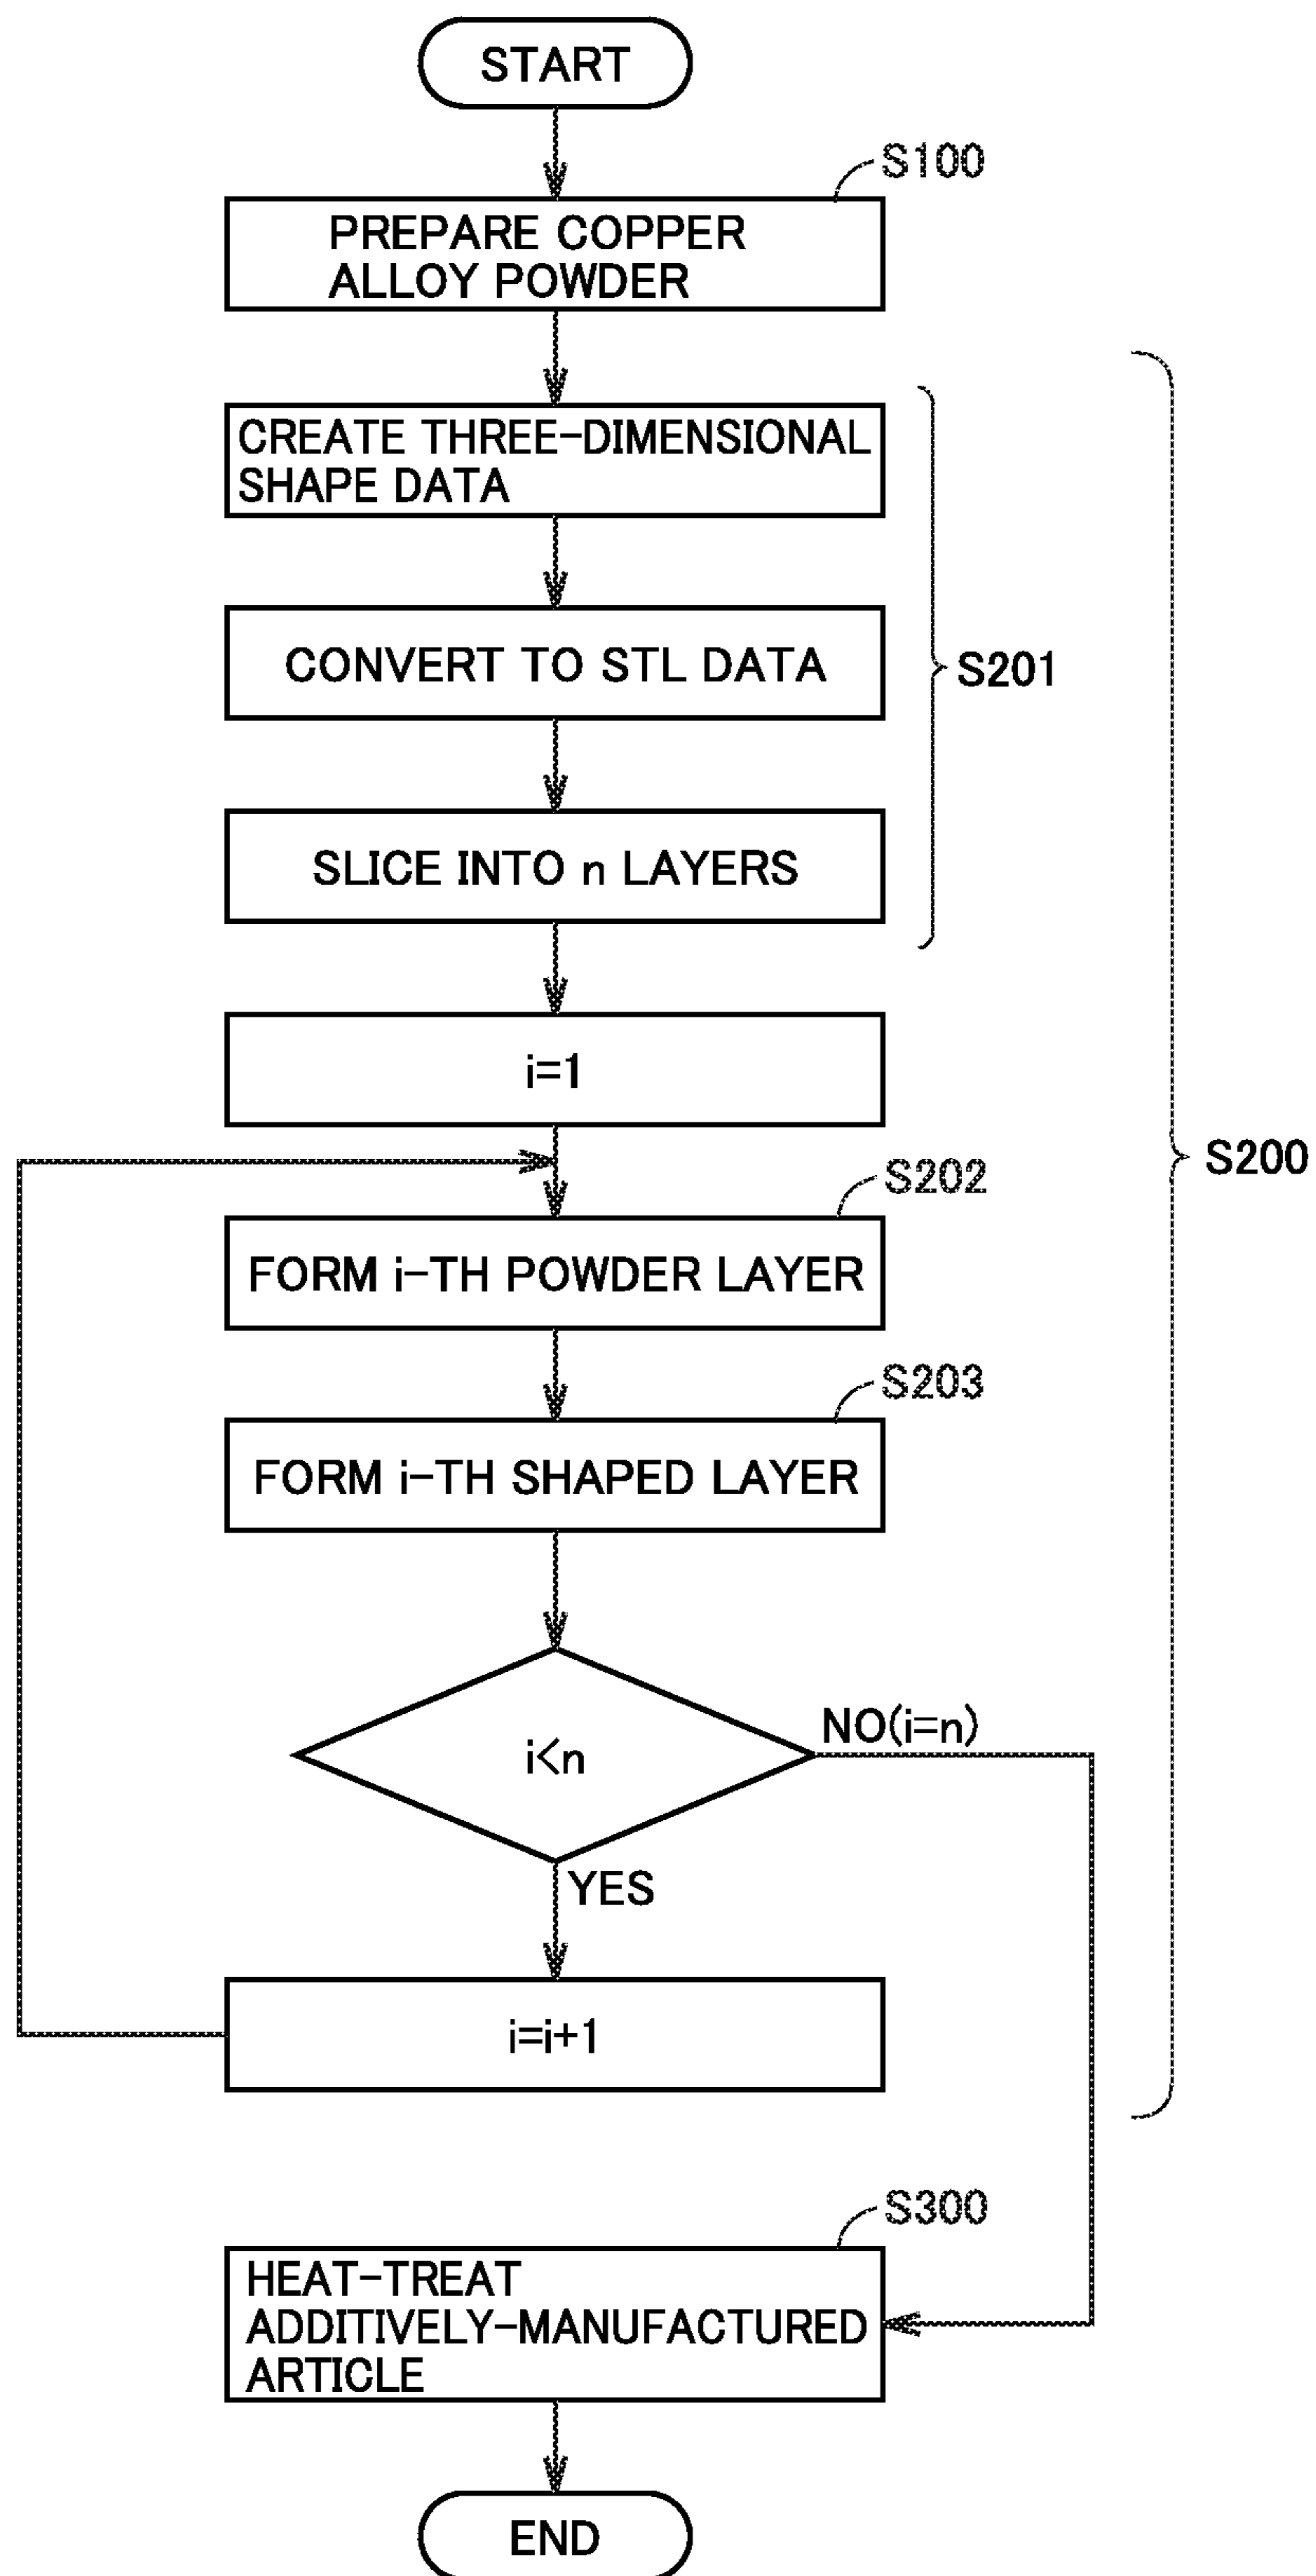 START
S100
PREPARE COPPER
ALLOY POWDER
CREATE THREE-DIMENSIONAL
SHAPE DATA
CONVERT TO STL DATA
S201
SLICE INTO n LAYERS
i=1
S200
S202
FORM i-TH POWDER LAYER
S203
FORM i-TH SHAPED LAYER
NO(i=n)
i<n
YES
i=i+1
S300
HEAT-TREAT
ADDITIVELY-MANUFACTURED
ARTICLE
END